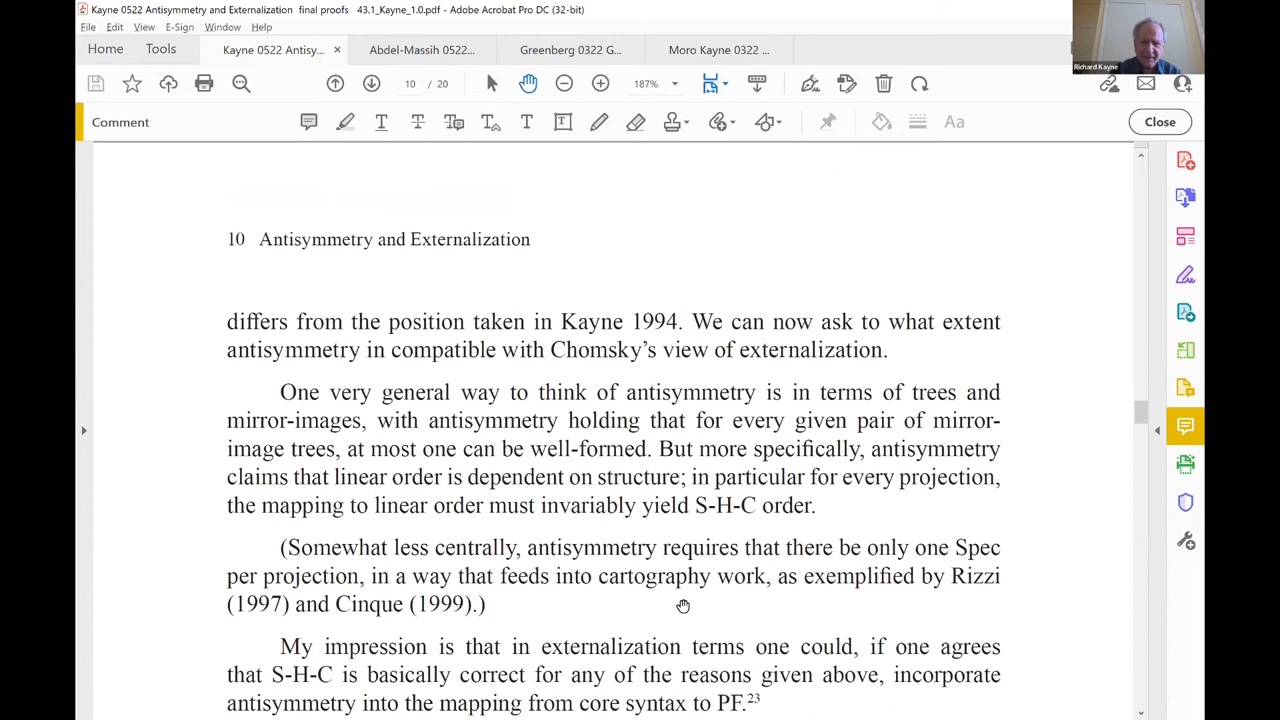 Kayne 0522 Antisymmetry and Externalization  final proofs  43.1_Kayne_1.0.pdf - Adobe Acrobat Pro DC (32-bit)
File Edit View E-Sign Window Help
Home Tools Kayne 0522 Antisy... × Abdel-Massih 0522... Greenberg 0322 G... Moro Kayne 0322 ...
Richard Kayne
10 / 20 187%
Comment Aa Close
10 Antisymmetry and Externalization
differs from the position taken in Kayne 1994. We can now ask to what extent
antisymmetry in compatible with Chomsky's view of externalization.
One very general way to think of antisymmetry is in terms of trees and
mirror-images, with antisymmetry holding that for every given pair of mirror-
image trees, at most one can be well-formed. But more specifically, antisymmetry
claims that linear order is dependent on structure; in particular for every projection,
the mapping to linear order must invariably yield S-H-C order.
(Somewhat less centrally, antisymmetry requires that there be only one Spec
per projection, in a way that feeds into cartography work, as exemplified by Rizzi
(1997) and Cinque (1999).)
My impression is that in externalization terms one could, if one agrees
that S-H-C is basically correct for any of the reasons given above, incorporate
antisymmetry into the mapping from core syntax to PF.23